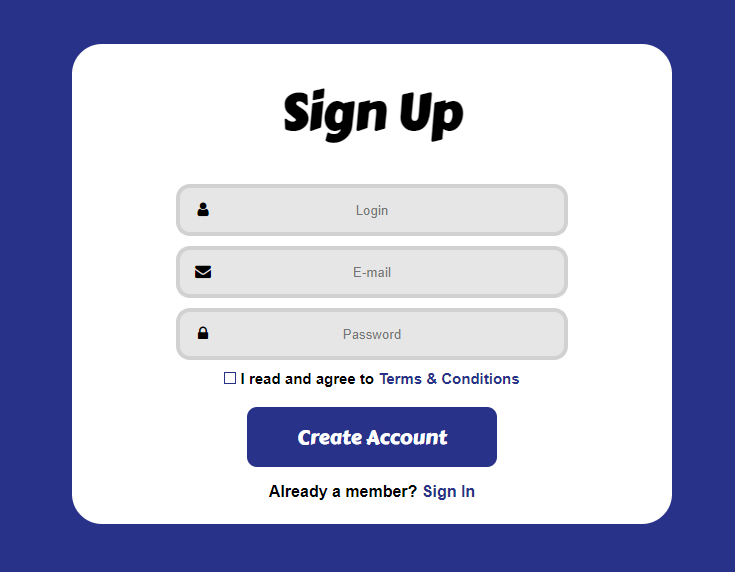 Sign Up
Login
E-mail
Password
I read and agree to Terms & Conditions
Create Account
Already a member? Sign In